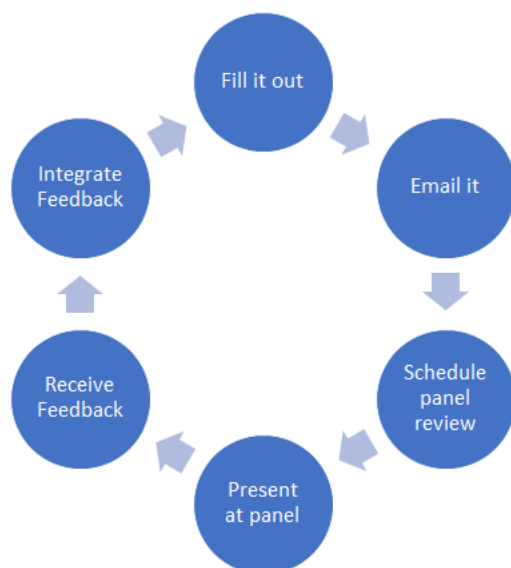 Fill it out
Email it
Schedule
panel
review
Present
at panel
Receive
Feedback
Integrate
Feedback